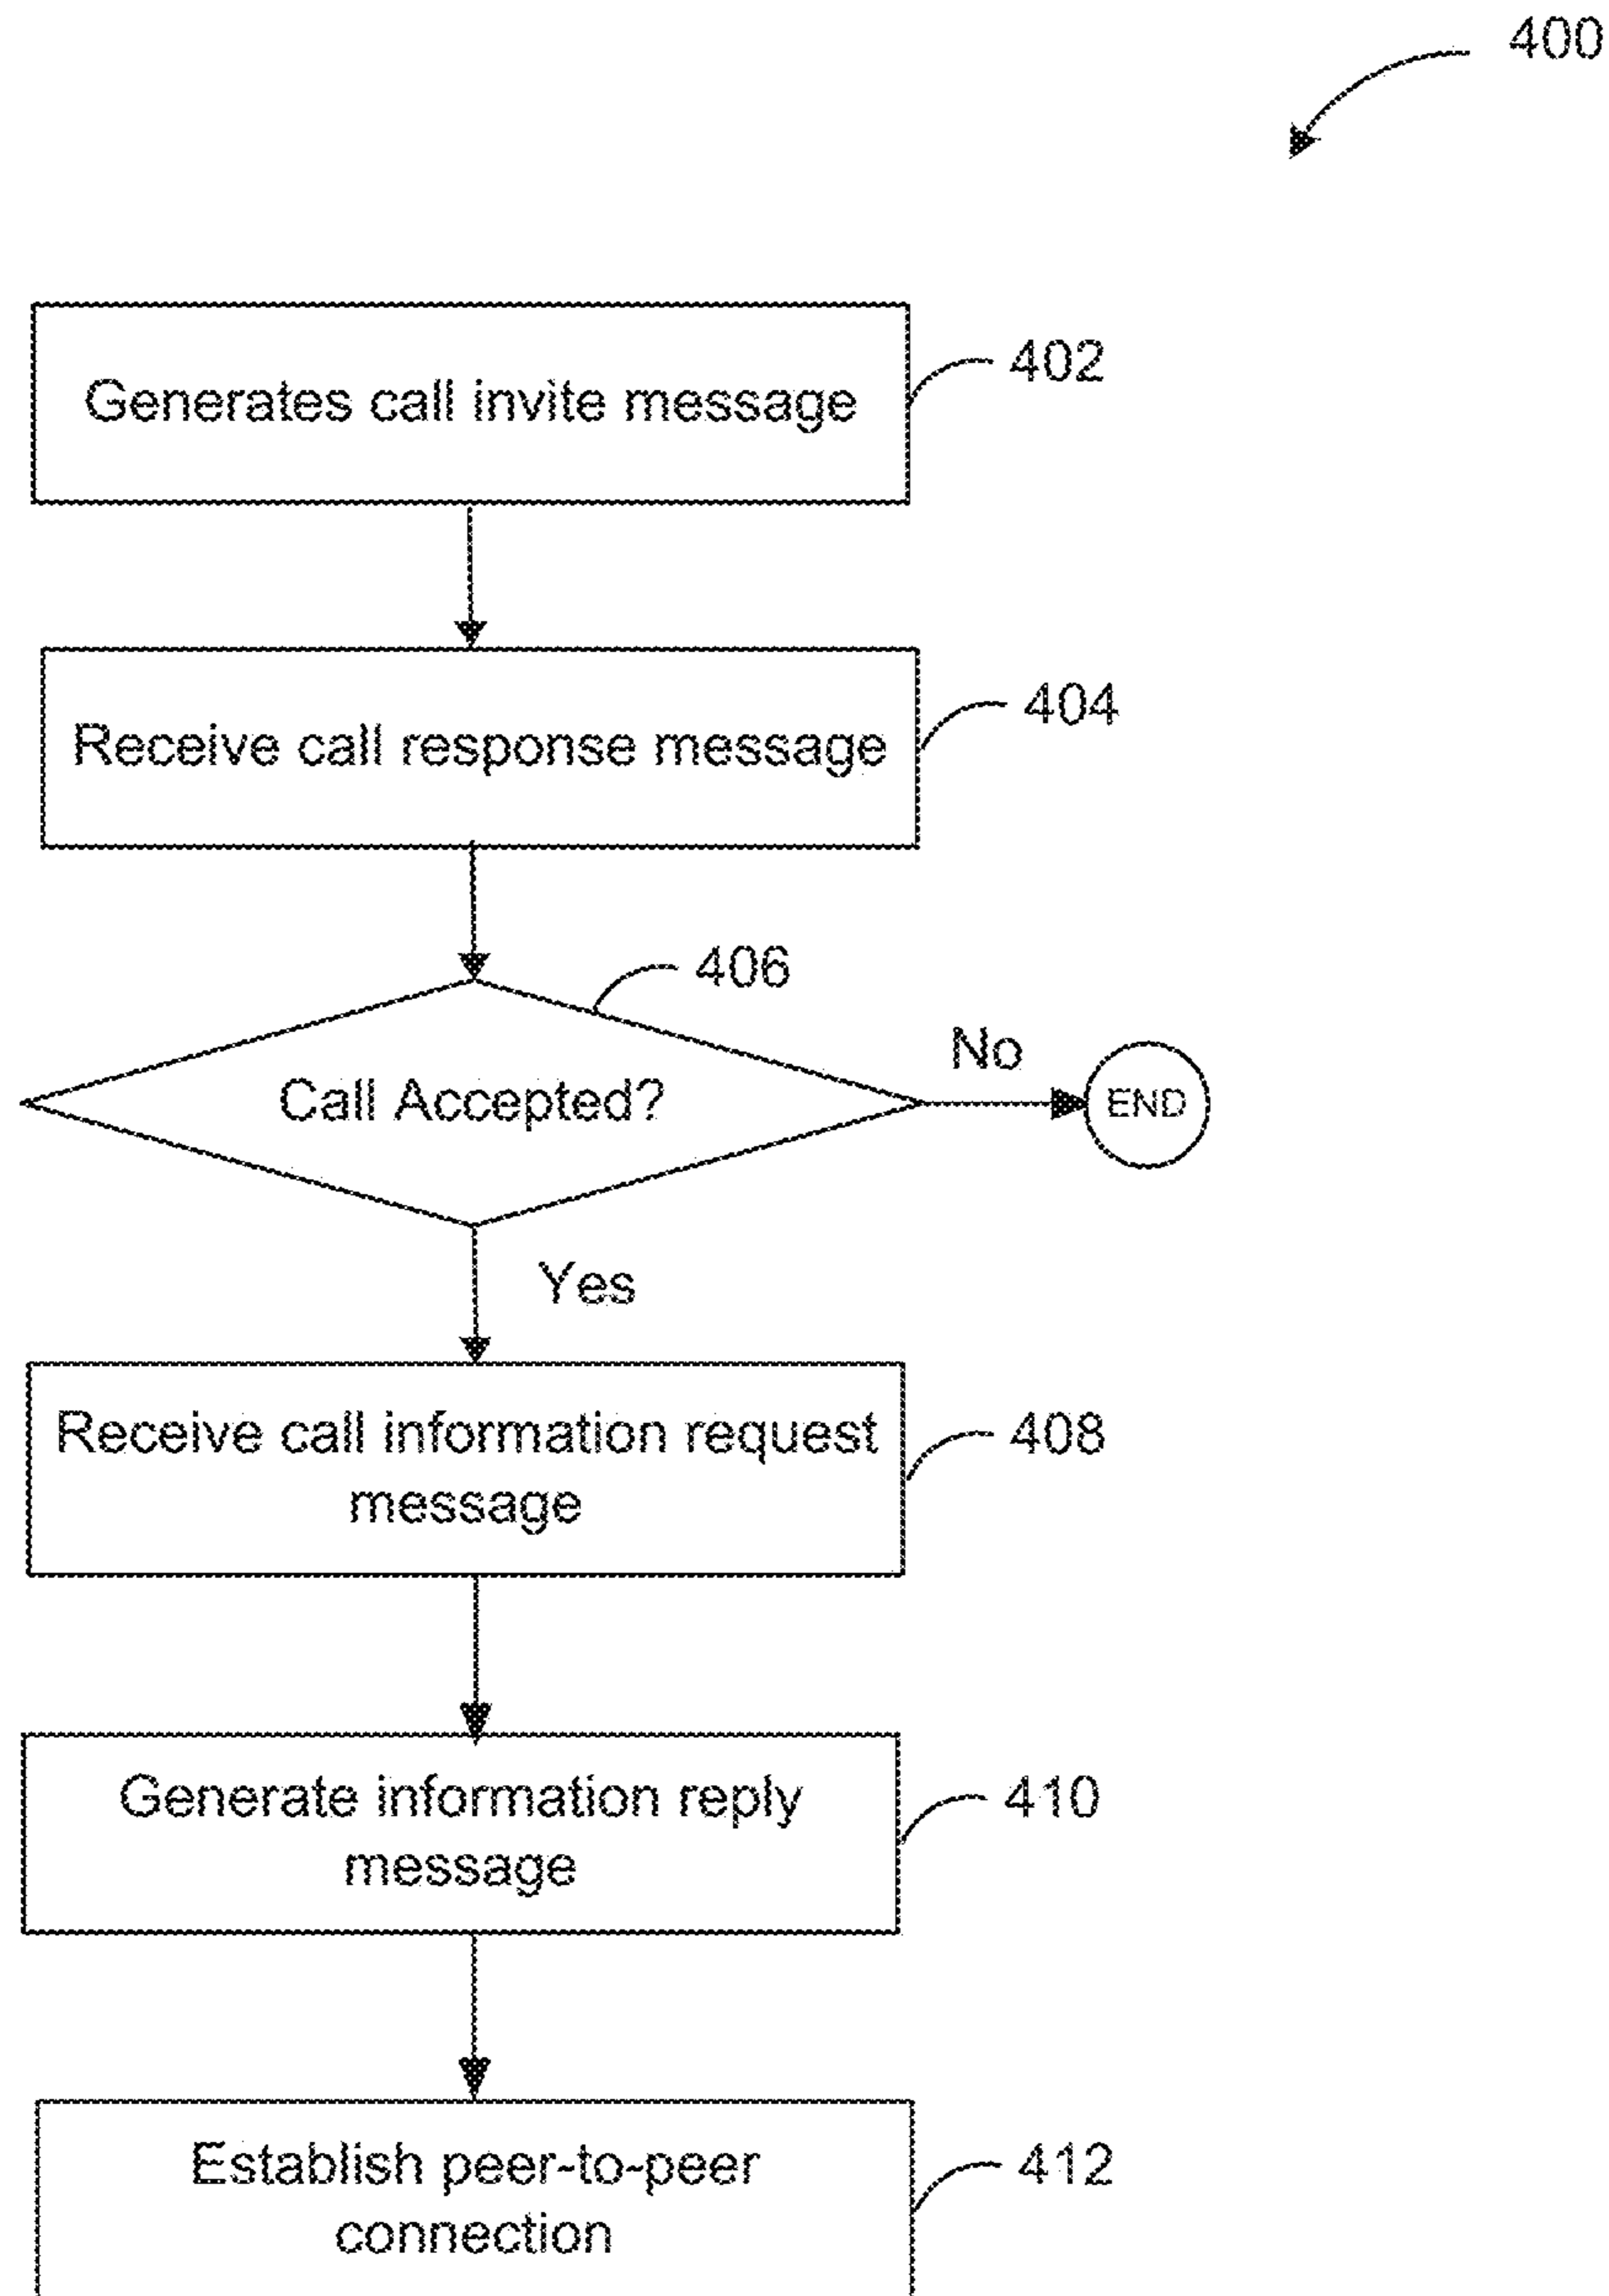 400
Generates call invite message
402
Receive call response message
404
406
Call Accepted?
No
END
Yes
Receive call information request
message
408
Generate information reply
message
410
Establish peer-to-peer
connection
412